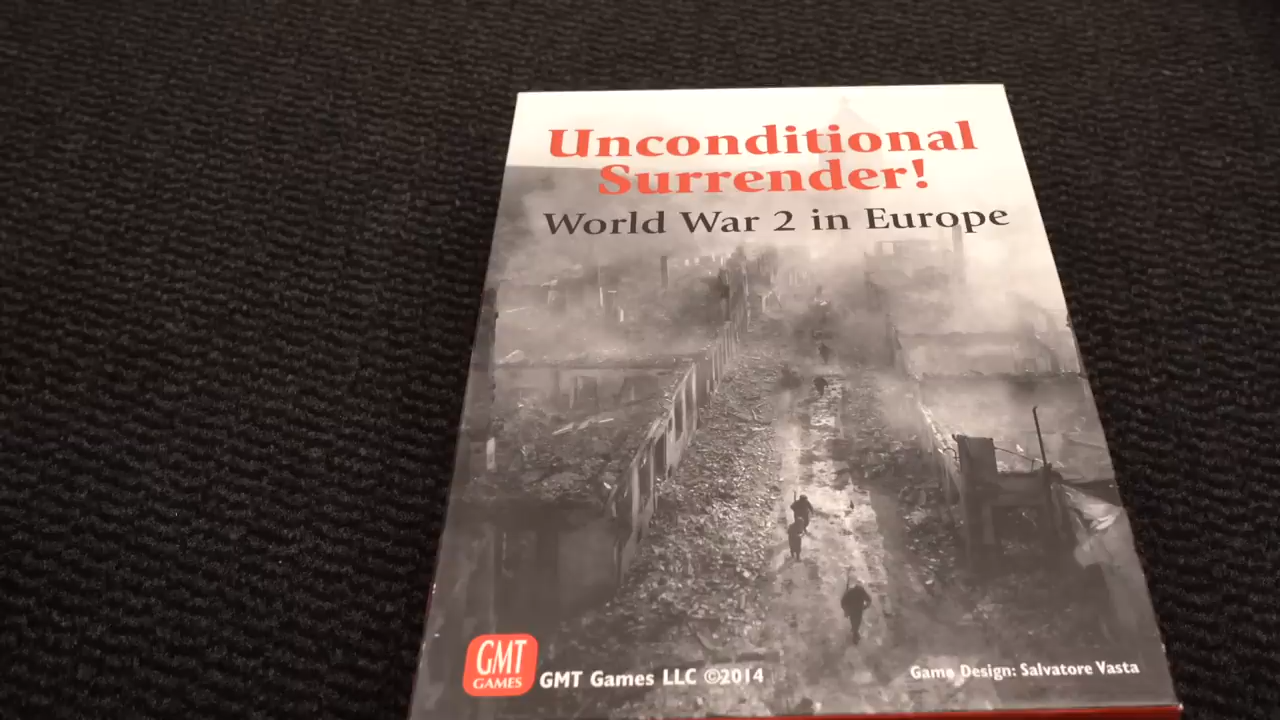 Unconditional
Surrender!
World War 2 in Europe
GMT
GAMES
GMT Games LLC ©2014
Game Design: Salvatore Vasta